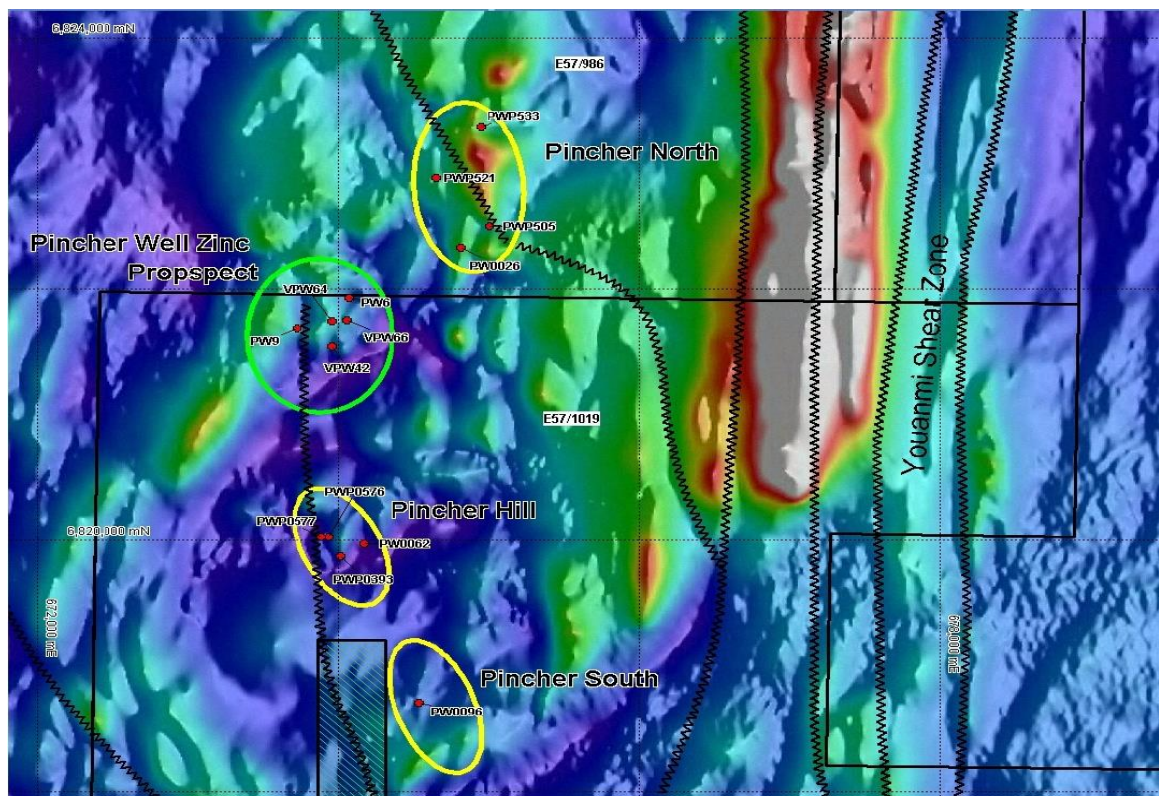 6,824,000 mN
E57/986
PWP533
Pincher North
PWP521
PWP505
PW0026
Pincher Well Zinc
Propspect
VPW64
PW6
PW9
VPW66
VPW42
E57/1019
Youanmi Shear Zone
PWP0576
PWP0577
Pincher Hill
6,820,000 mN
PW0062
PWP0393
672,000 mE
678,000 mE
Pincher South
PW0096